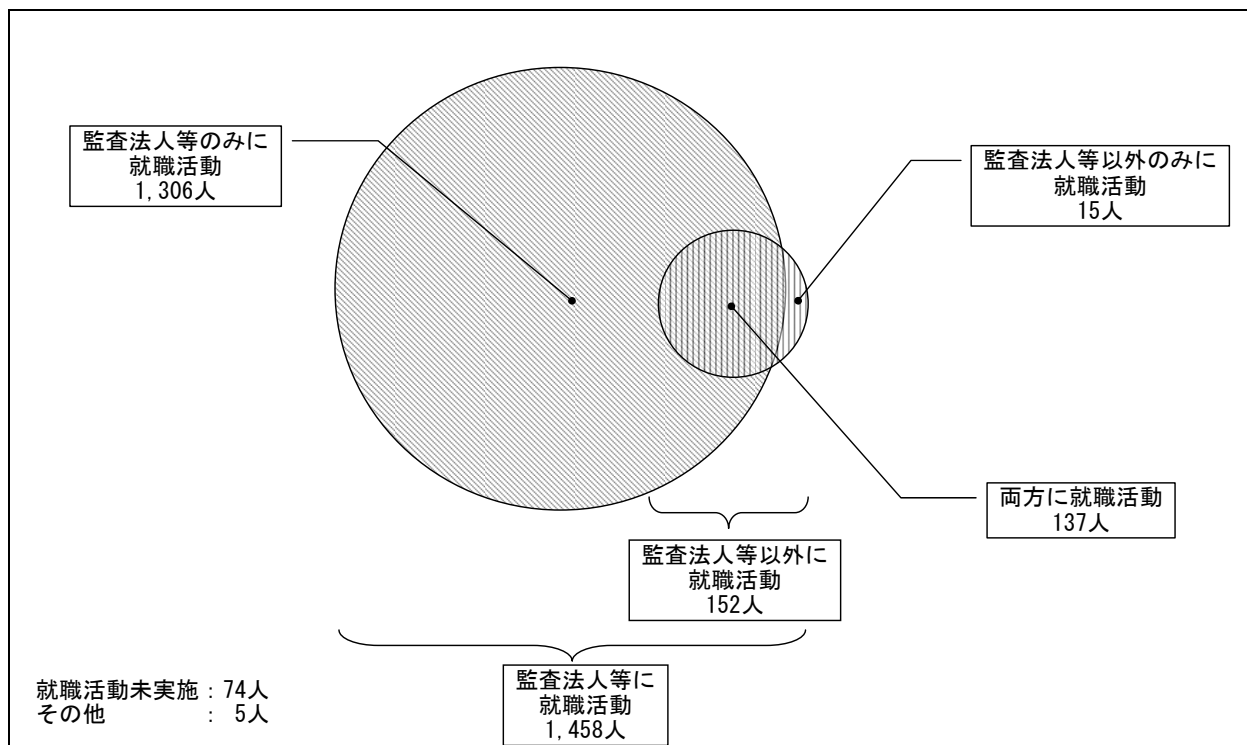 監査法人等のみに
就職活動
1,306人
監査法人等以外のみに
就職活動
15人
両方に就職活動
137人
監査法人等以外に
就職活動
152人
監査法人等に
就職活動
1,458人
就職活動未実施：74人
その他　　　　：　5人